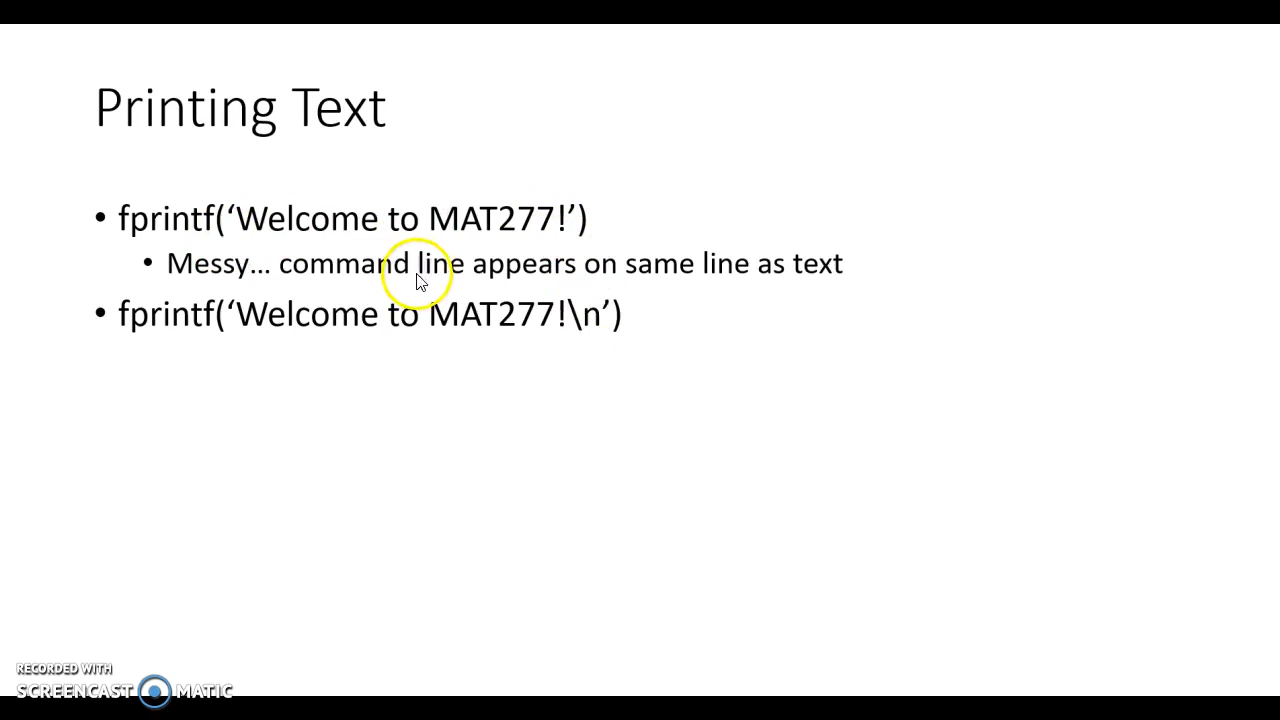 Printing Text
• fprintf(‘Welcome to MAT277!’)
• Messy… command line appears on same line as text
• fprintf(‘Welcome to MAT277!\n’)
RECORDED WITH
SCREENCAST MATIC